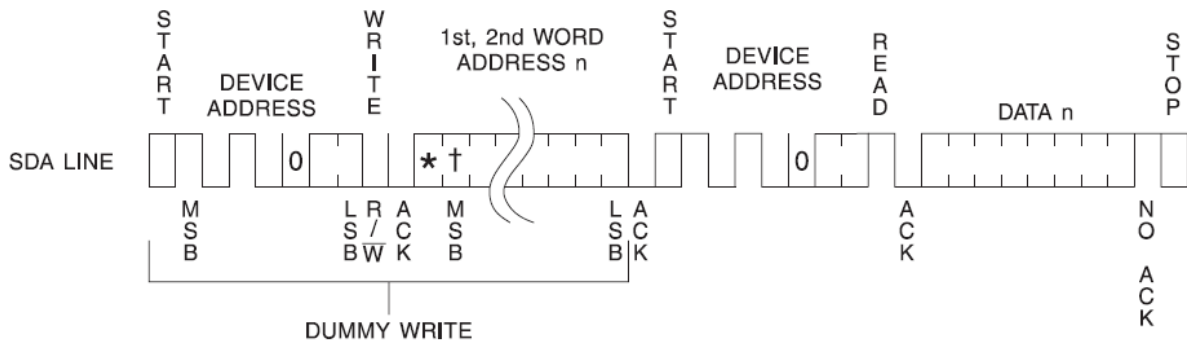 START
WRITE
1st, 2nd WORD
ADDRESS n
START
READ
STOP
DEVICE
ADDRESS
DEVICE
ADDRESS
DATA n
SDA LINE
0
* †
0
MSB
LSB
R/W
ACK
MSB
LSB
ACK
ACK
NO ACK
DUMMY WRITE